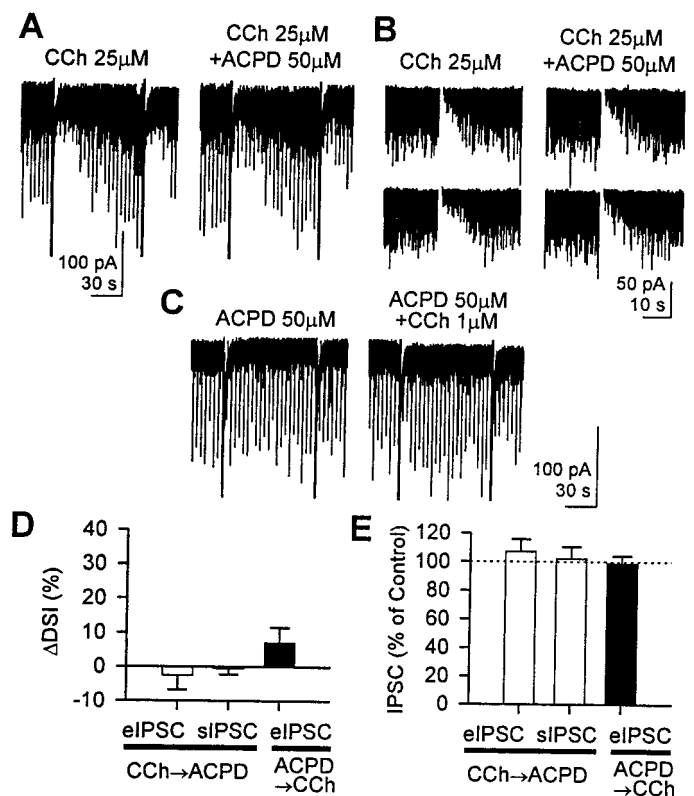 A
CCh 25µM
CCh 25µM
+ACPD 50µM
100 pA
30 s
B
CCh 25µM
CCh 25µM
+ACPD 50µM
50 pA
10 s
C
ACPD 50µM
ACPD 50µM
+CCh 1µM
100 pA
30 s
D
ΔDSI (%)
40
30
20
10
0
-10
eIPSC sIPSC eIPSC
CCh→ACPD
ACPD
→CCh
E
IPSC (% of Control)
120
100
80
60
40
20
0
eIPSC sIPSC eIPSC
CCh→ACPD
ACPD
→CCh